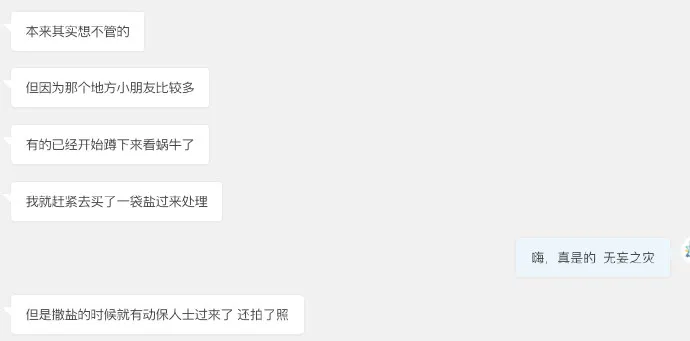 本来其实想不管的
但因为那个地方小朋友比较多
有的已经开始蹲下来看蜗牛了
我就赶紧去买了一袋盐过来处理
嗨，真是的 无妄之灾
但是撒盐的时候就有动保人士过来了 还拍了照